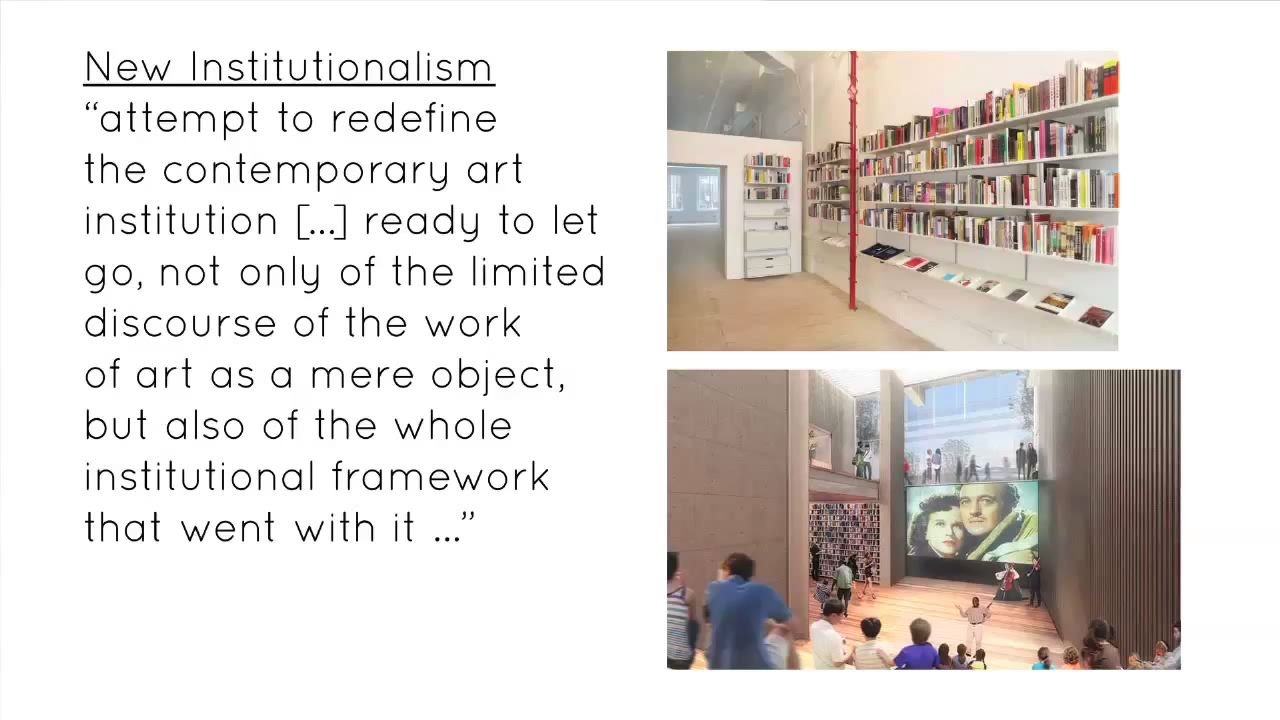 New Institutionalism
“attempt to redefine
the contemporary art
institution [...] ready to let
go, not only of the limited
discourse of the work
of art as a mere object,
but also of the whole
institutional framework
that went with it ...”